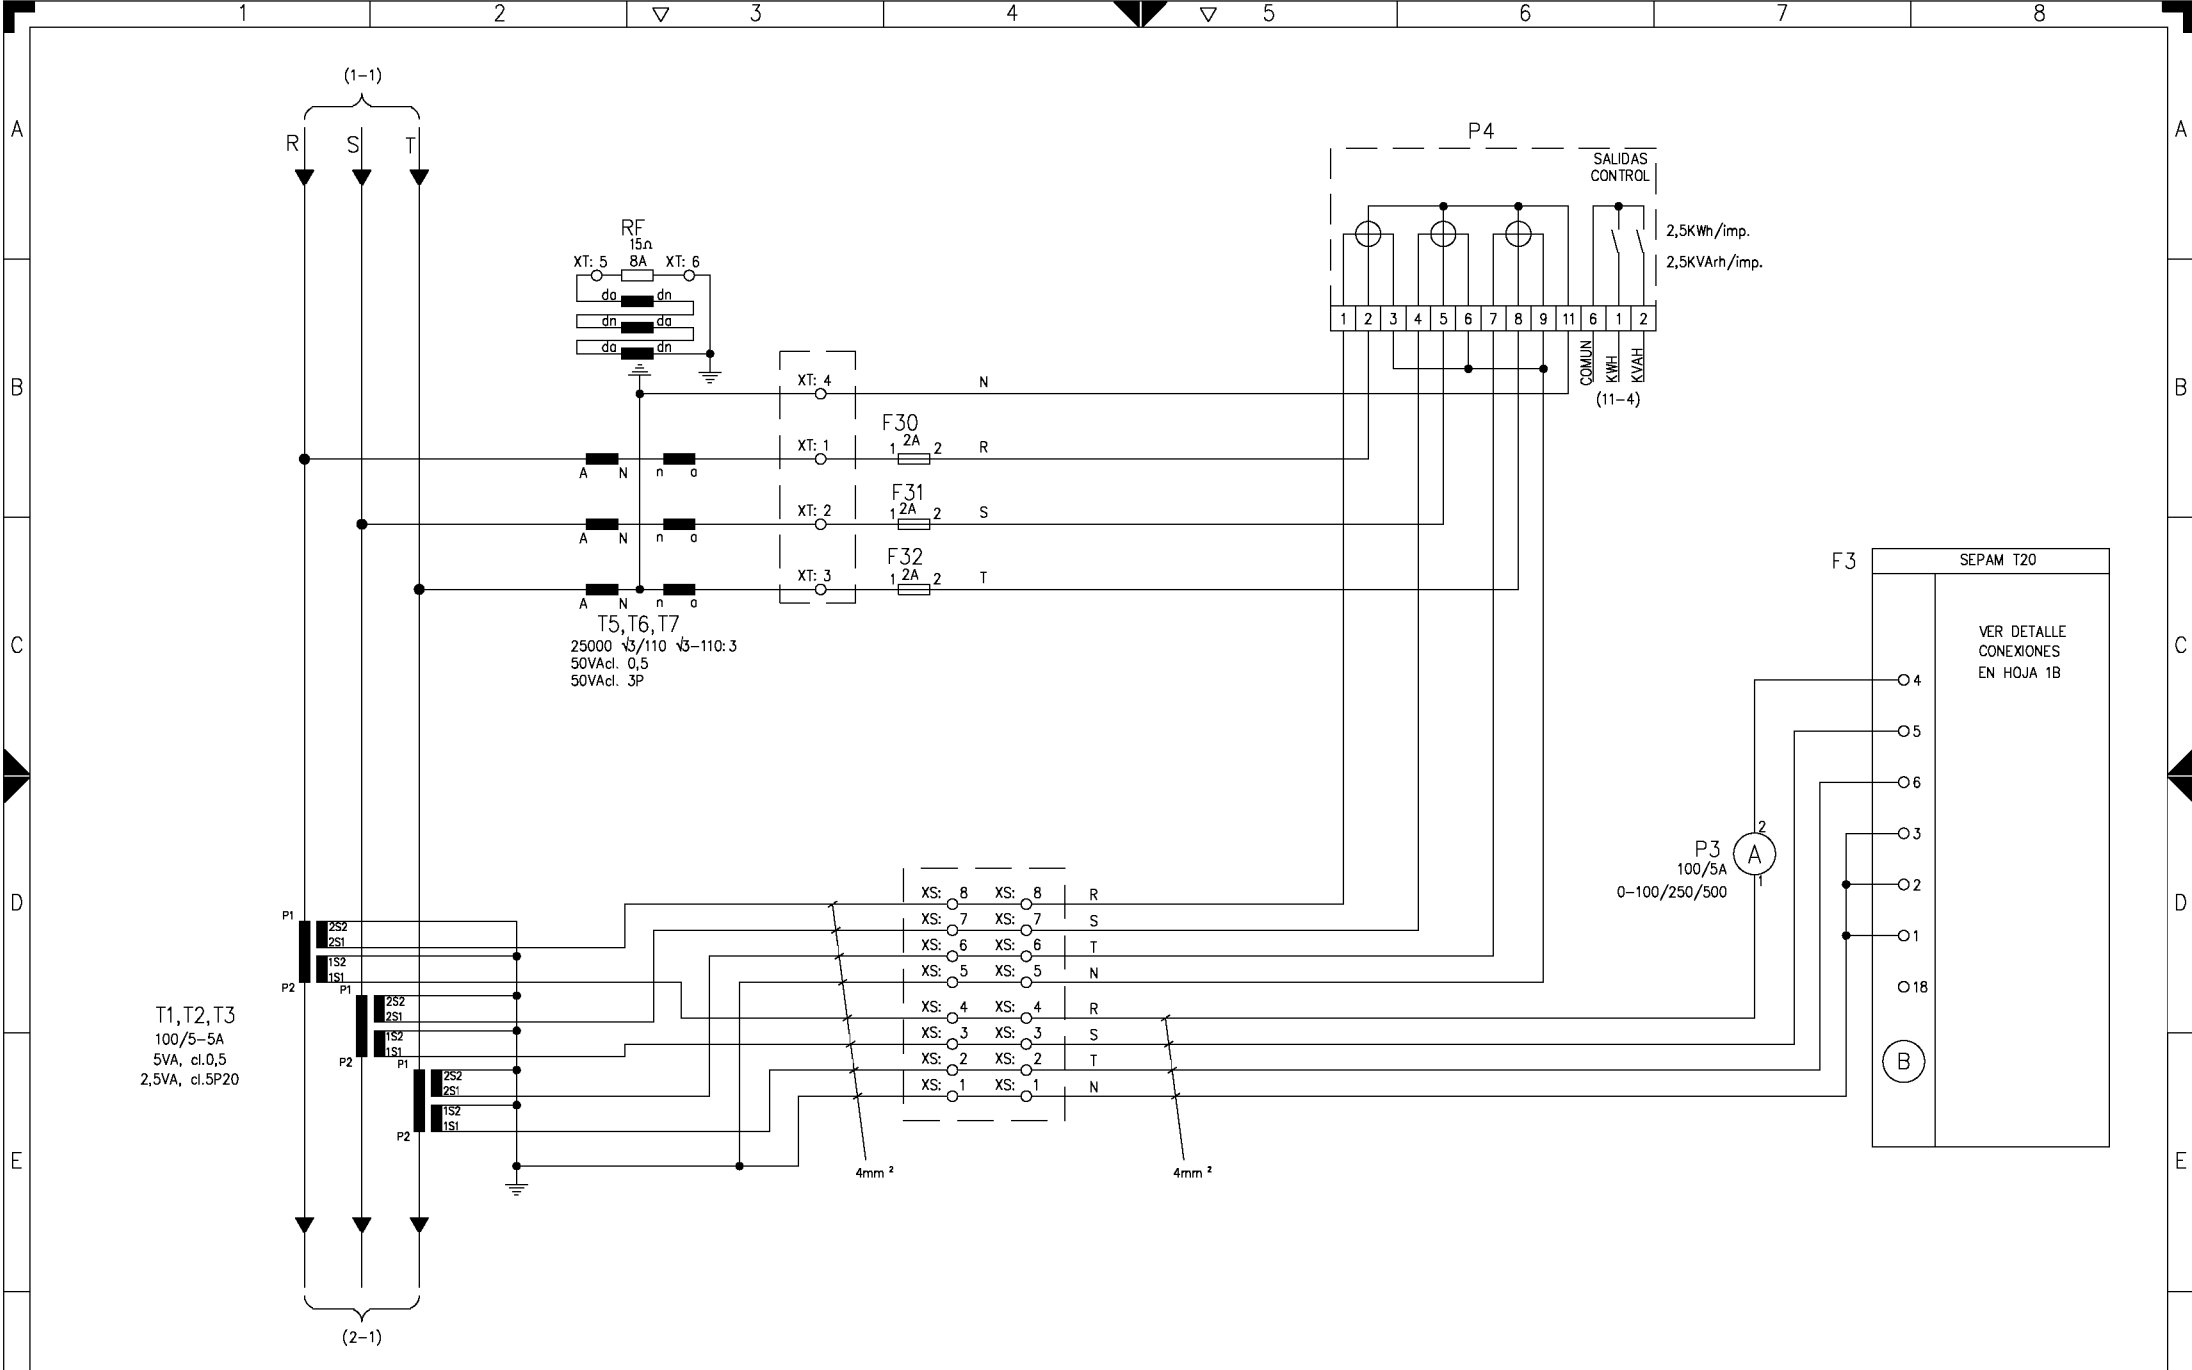 1 2 3 4 5 6 7 8
(1-1)
A A
R S T
P4
SALIDAS
CONTROL
2,5KWh/imp.
2,5KVArh/imp.
RF
15Ω
XT: 5 8A XT: 6
da dn
dn da
da dn
1 2 3 4 5 6 7 8 9 11 6 1 2
COMUN KWH KVAH
(11-4)
B B
XT: 4 N
F30
XT: 1 1 2A 2 R
A N n a
F31
XT: 2 1 2A 2 S
A N n a
F32
XT: 3 1 2A 2 T
A N n a
T5,T6,T7
25000 √3/110 √3-110:3
50VAcl. 0,5
50VAcl. 3P
C C
F3 SEPAM T20
VER DETALLE
CONEXIONES
EN HOJA 1B
4
5
6
3
2
1
18
B
2
P3 A
100/5A
1
0-100/250/500
D D
XS: 8 XS: 8 R
XS: 7 XS: 7 S
XS: 6 XS: 6 T
XS: 5 XS: 5 N
XS: 4 XS: 4 R
XS: 3 XS: 3 S
XS: 2 XS: 2 T
XS: 1 XS: 1 N
P1 2S2
2S1
1S2
1S1
P2
P1 2S2
2S1
1S2
1S1
P2
P1 2S2
2S1
1S2
1S1
P2
T1,T2,T3
100/5-5A
5VA, cl.0,5
2,5VA, cl.5P20
E E
4mm ² 4mm ²
(2-1)